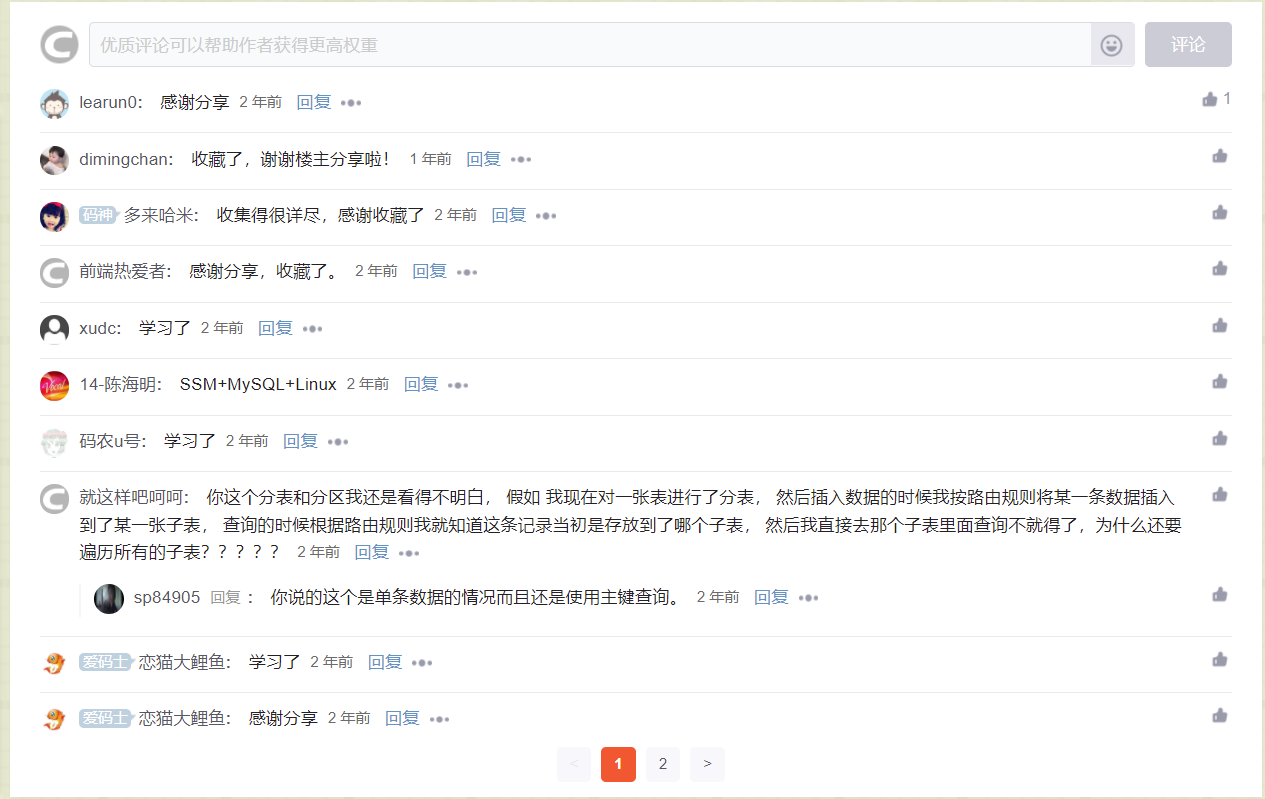 优质评论可以帮助作者获得更高权重 评论
learun0： 感谢分享 2 年前 回复 ••• 1
dimingchan： 收藏了，谢谢楼主分享啦！ 1 年前 回复 •••
码神 多来哈米： 收集得很详尽，感谢收藏了 2 年前 回复 •••
前端热爱者： 感谢分享，收藏了。 2 年前 回复 •••
xudc： 学习了 2 年前 回复 •••
14-陈海明： SSM+MySQL+Linux 2 年前 回复 •••
码农u号： 学习了 2 年前 回复 •••
就这样吧呵呵： 你这个分表和分区我还是看得不明白， 假如 我现在对一张表进行了分表， 然后插入数据的时候我按路由规则将某一条数据插入
到了某一张子表， 查询的时候根据路由规则我就知道这条记录当初是存放到了哪个子表， 然后我直接去那个子表里面查询不就得了，为什么还要
遍历所有的子表？？？？？ 2 年前 回复 •••
sp84905 回复 ： 你说的这个是单条数据的情况而且还是使用主键查询。 2 年前 回复 •••
爱码士 恋猫大鲤鱼： 学习了 2 年前 回复 •••
爱码士 恋猫大鲤鱼： 感谢分享 2 年前 回复 •••
< 1 2 >